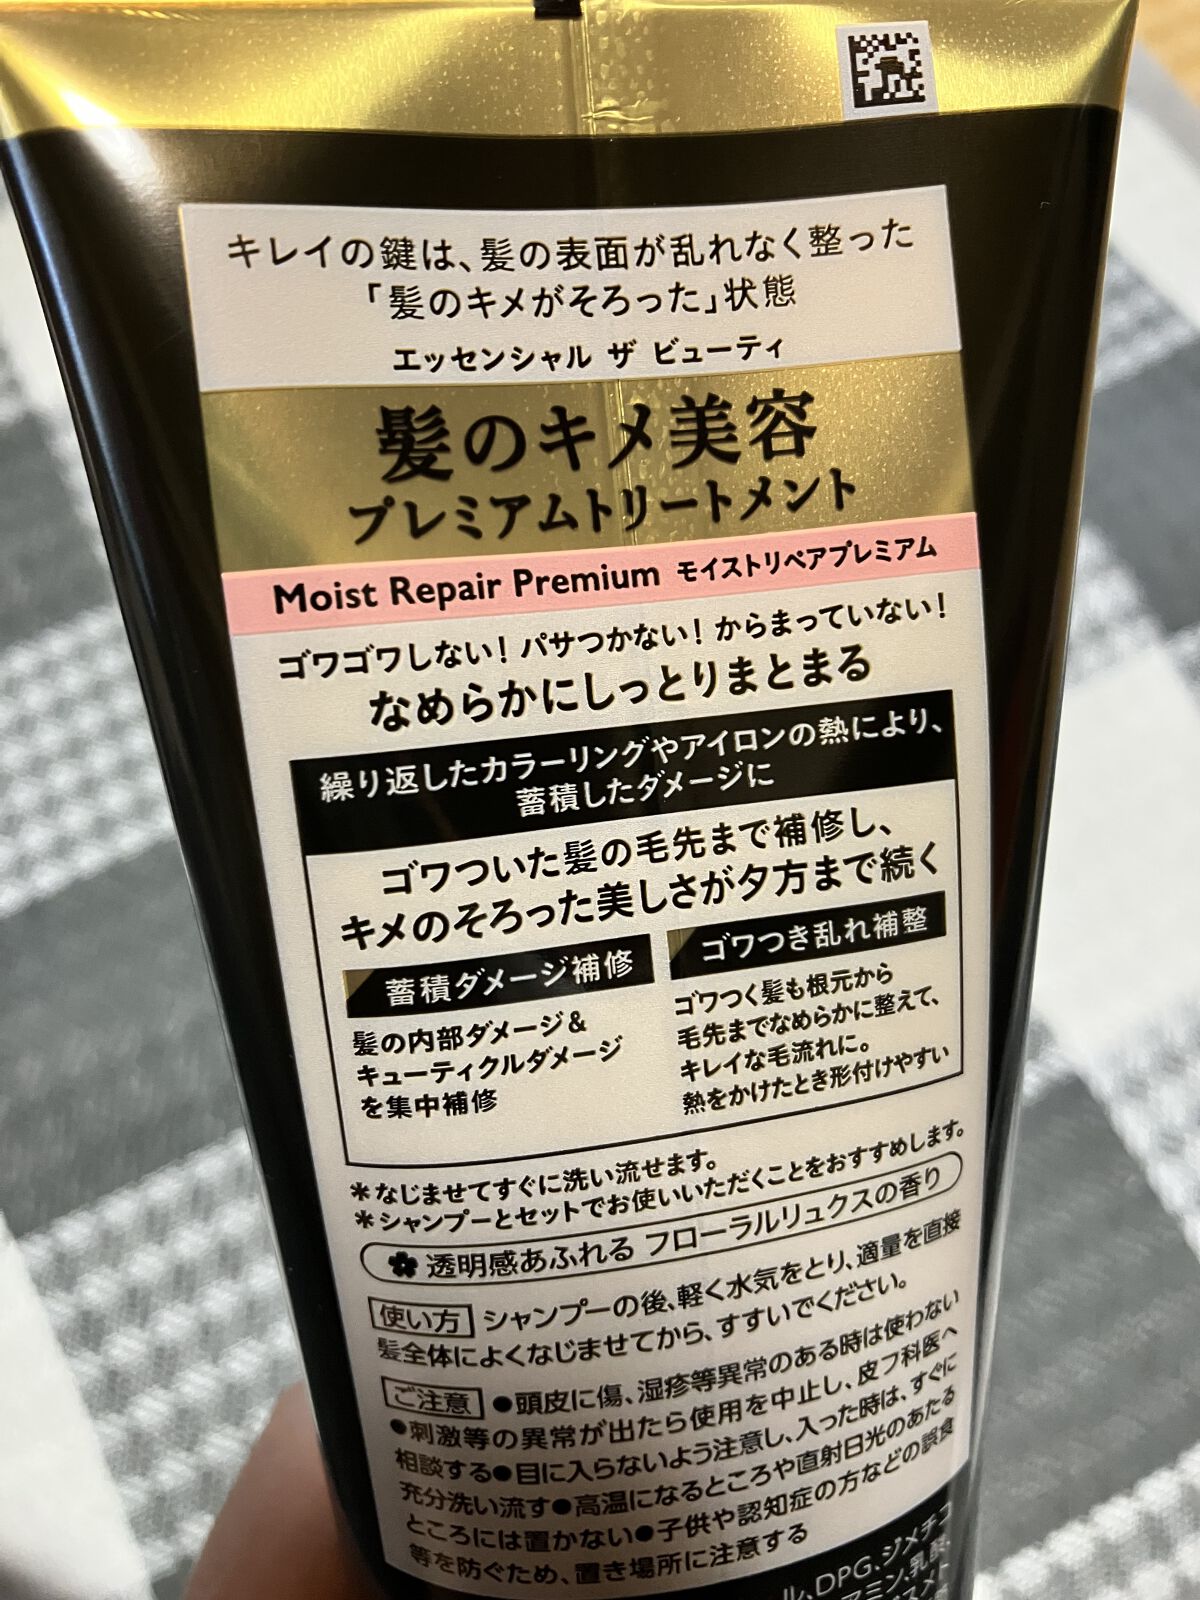 キレイの鍵は、髪の表面が乱れなく整った
「髪のキメがそろった」状態
エッセンシャル ザ ビューティ
髪のキメ美容
プレミアムトリートメント
Moist Repair Premium モイストリペアプレミアム
ゴワゴワしない！パサつかない！からまっていない！
なめらかにしっとりまとまる
繰り返したカラーリングやアイロンの熱により、
蓄積したダメージに
ゴワついた髪の毛先まで補修し、
キメのそろった美しさが夕方まで続く
蓄積ダメージ補修
髪の内部ダメージ＆
キューティクルダメージ
を集中補修
ゴワつき乱れ補整
ゴワつく髪も根元から
毛先までなめらかに整えて、
キレイな毛流れに。
熱をかけたとき形付けやすい
＊なじませてすぐに洗い流せます。
＊シャンプーとセットでお使いいただくことをおすすめします。
透明感あふれる フローラルリュクスの香り
使い方 シャンプーの後、軽く水気をとり、適量を直接
髪全体によくなじませてから、すすいでください。
ご注意 ●頭皮に傷、湿疹等異常のある時は使わない
●刺激等の異常が出たら使用を中止し、皮フ科医へ
相談する●目に入らないよう注意し、入った時は、すぐに
充分洗い流す●高温になるところや直射日光のあたる
ところには置かない●子供や認知症の方などの誤食
等を防ぐため、置き場所に注意する
ル、DPG、ジメチコ
アミン、乳酸、